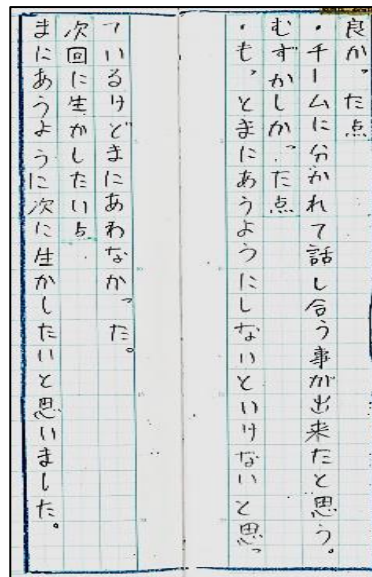 良かった点
・チームに分かれて話し合う事が出来たと思う。
むずかしかった点
・もっとまにあうようにしないといけないと思っ
ているけどまにあわなかった。
次回に生かしたい点
まにあうように次に生かしたいと思いました。